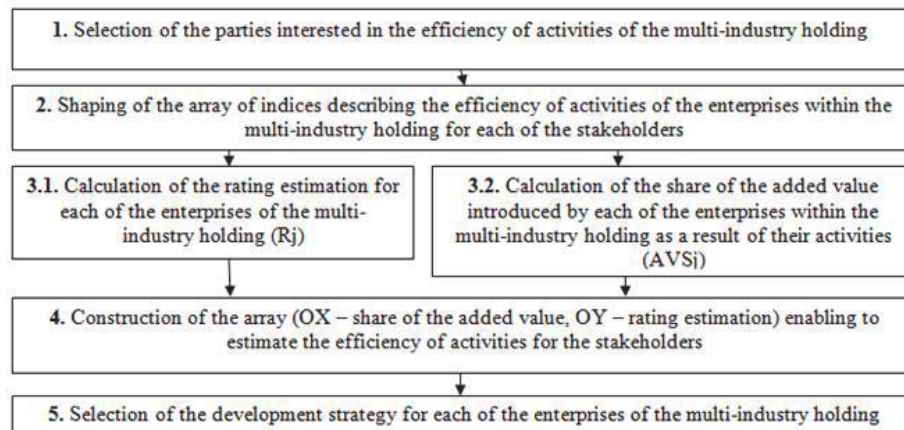 1. Selection of the parties interested in the efficiency of activities of the multi-industry holding
2. Shaping of the array of indices describing the efficiency of activities of the enterprises within the
multi-industry holding for each of the stakeholders
3.1. Calculation of the rating estimation for
each of the enterprises of the multi-
industry holding (Rj)
3.2. Calculation of the share of the added value
introduced by each of the enterprises within the
multi-industry holding as a result of their activities
(AVSj)
4. Construction of the array (OX – share of the added value, OY – rating estimation) enabling to
estimate the efficiency of activities for the stakeholders
5. Selection of the development strategy for each of the enterprises of the multi-industry holding